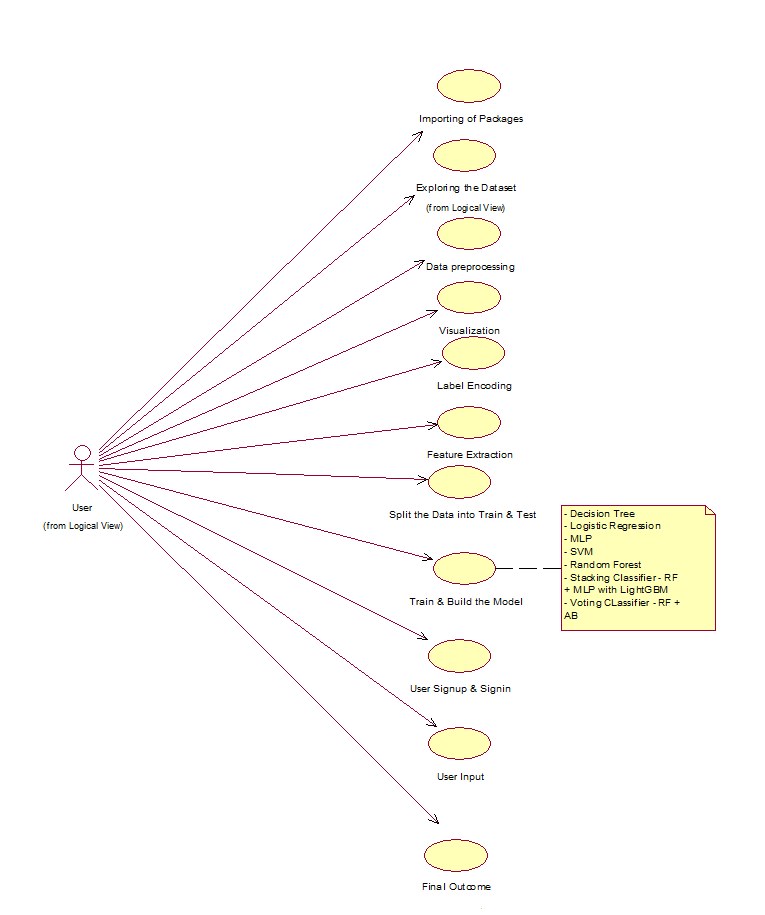 Importing of Packages
Exploring the Dataset
(from Logical View)
Data preprocessing
Visualization
Label Encoding
Feature Extraction
Split the Data into Train & Test
User
(from Logical View)
- Decision Tree
- Logistic Regression
- MLP
- SVM
- Random Forest
- Stacking Classifier - RF
+ MLP with LightGBM
- Voting CLassifier - RF +
AB
Train & Build the Model
User Signup & Signin
User Input
Final Outcome